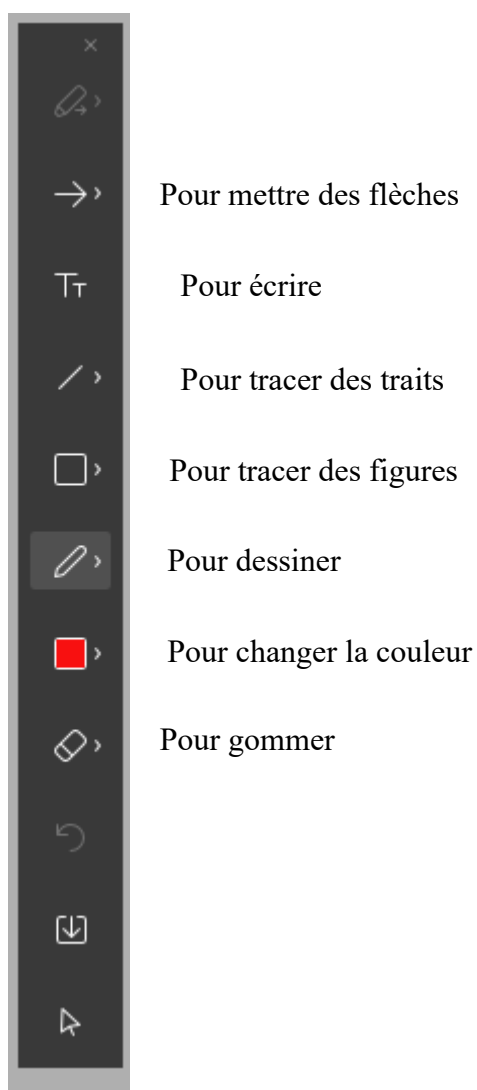 Pour mettre des flèches
TT Pour écrire
Pour tracer des traits
Pour tracer des figures
Pour dessiner
Pour changer la couleur
Pour gommer